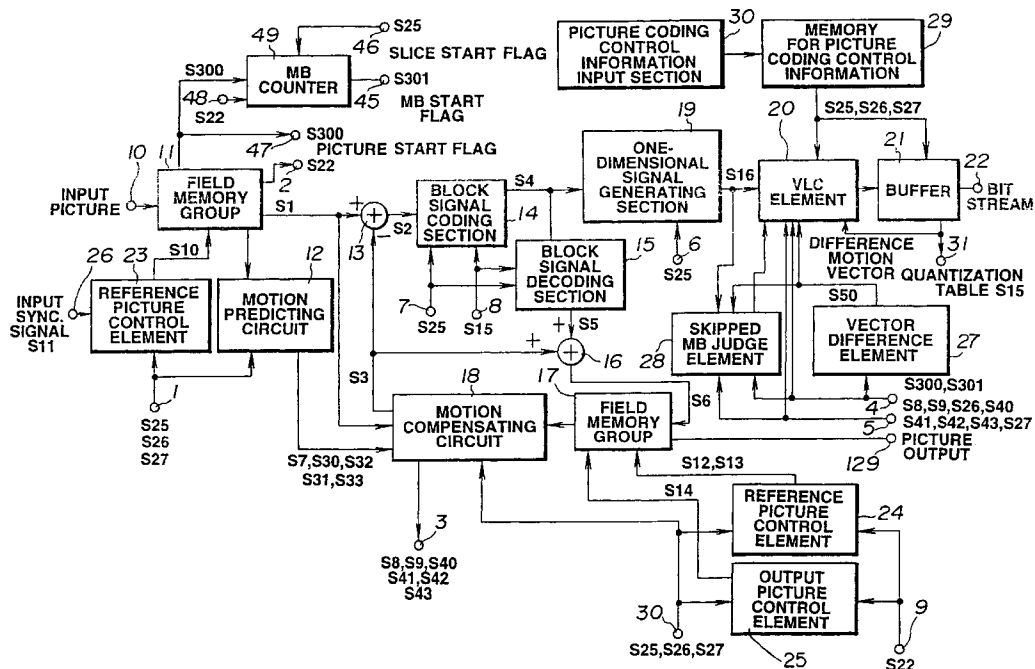 S25
46
SLICE START FLAG
49
MB
COUNTER
S300
48
S22
S301
45
MB START
FLAG
S300
47
PICTURE START FLAG
S22
2
30
PICTURE CODING
CONTROL
INFORMATION
INPUT SECTION
29
MEMORY
FOR PICTURE
CODING CONTROL
INFORMATION
S25,S26,S27
10
INPUT
PICTURE
11
FIELD
MEMORY
GROUP
S1
13
S2
BLOCK
SIGNAL
CODING
SECTION
14
S4
19
ONE-
DIMENSIONAL
SIGNAL
GENERATING
SECTION
S16
6
S25
20
VLC
ELEMENT
21
BUFFER
22
BIT
STREAM
31
DIFFERENCE
MOTION
VECTOR
QUANTIZATION
TABLE S15
26
INPUT
SYNC.
SIGNAL
S11
23
S10
REFERENCE
PICTURE CONTROL
ELEMENT
12
MOTION
PREDICTING
CIRCUIT
1
S25
S26
S27
7
S25
8
S15
15
BLOCK
SIGNAL
DECODING
SECTION
+
S5
+
16
S3
S6
S50
SKIPPED
MB JUDGE
ELEMENT
28
VECTOR
DIFFERENCE
ELEMENT
27
S300,S301
4
S8,S9,S26,S40
5
S41,S42,S43,S27
PICTURE
OUTPUT
129
18
MOTION
COMPENSATING
CIRCUIT
17
FIELD
MEMORY
GROUP
S7,S30,S32
S31,S33
S12,S13
S14
3
S8,S9,S40
S41,S42
S43
REFERENCE
PICTURE
CONTROL
ELEMENT
24
OUTPUT
PICTURE
CONTROL
ELEMENT
25
30
S25,S26,S27
9
S22